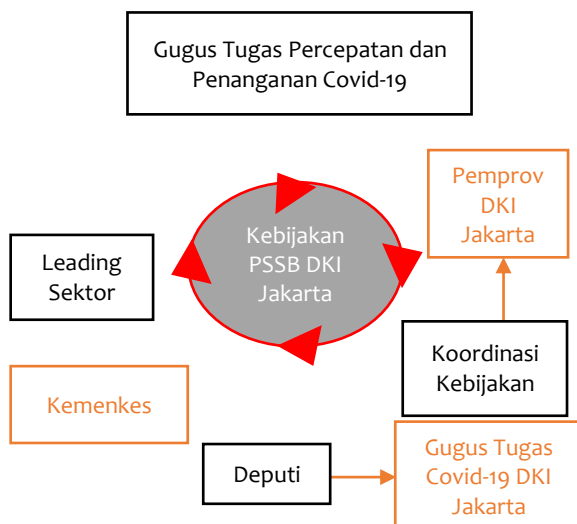 Gugus Tugas Percepatan dan
Penanganan Covid-19
Pemprov
DKI
Jakarta
Kebijakan
PSSB DKI
Jakarta
Leading
Sektor
Koordinasi
Kebijakan
Kemenkes
Deputi
Gugus Tugas
Covid-19 DKI
Jakarta